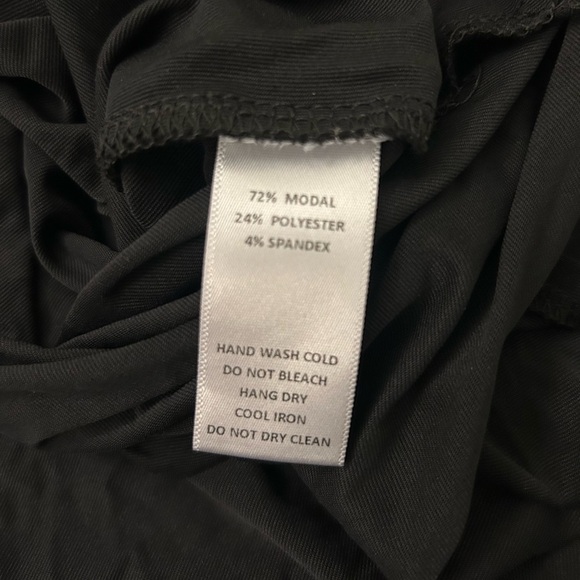 72% MODAL
24% POLYESTER
4% SPANDEX
HAND WASH COLD
DO NOT BLEACH
HANG DRY
COOL IRON
DO NOT DRY CLEAN